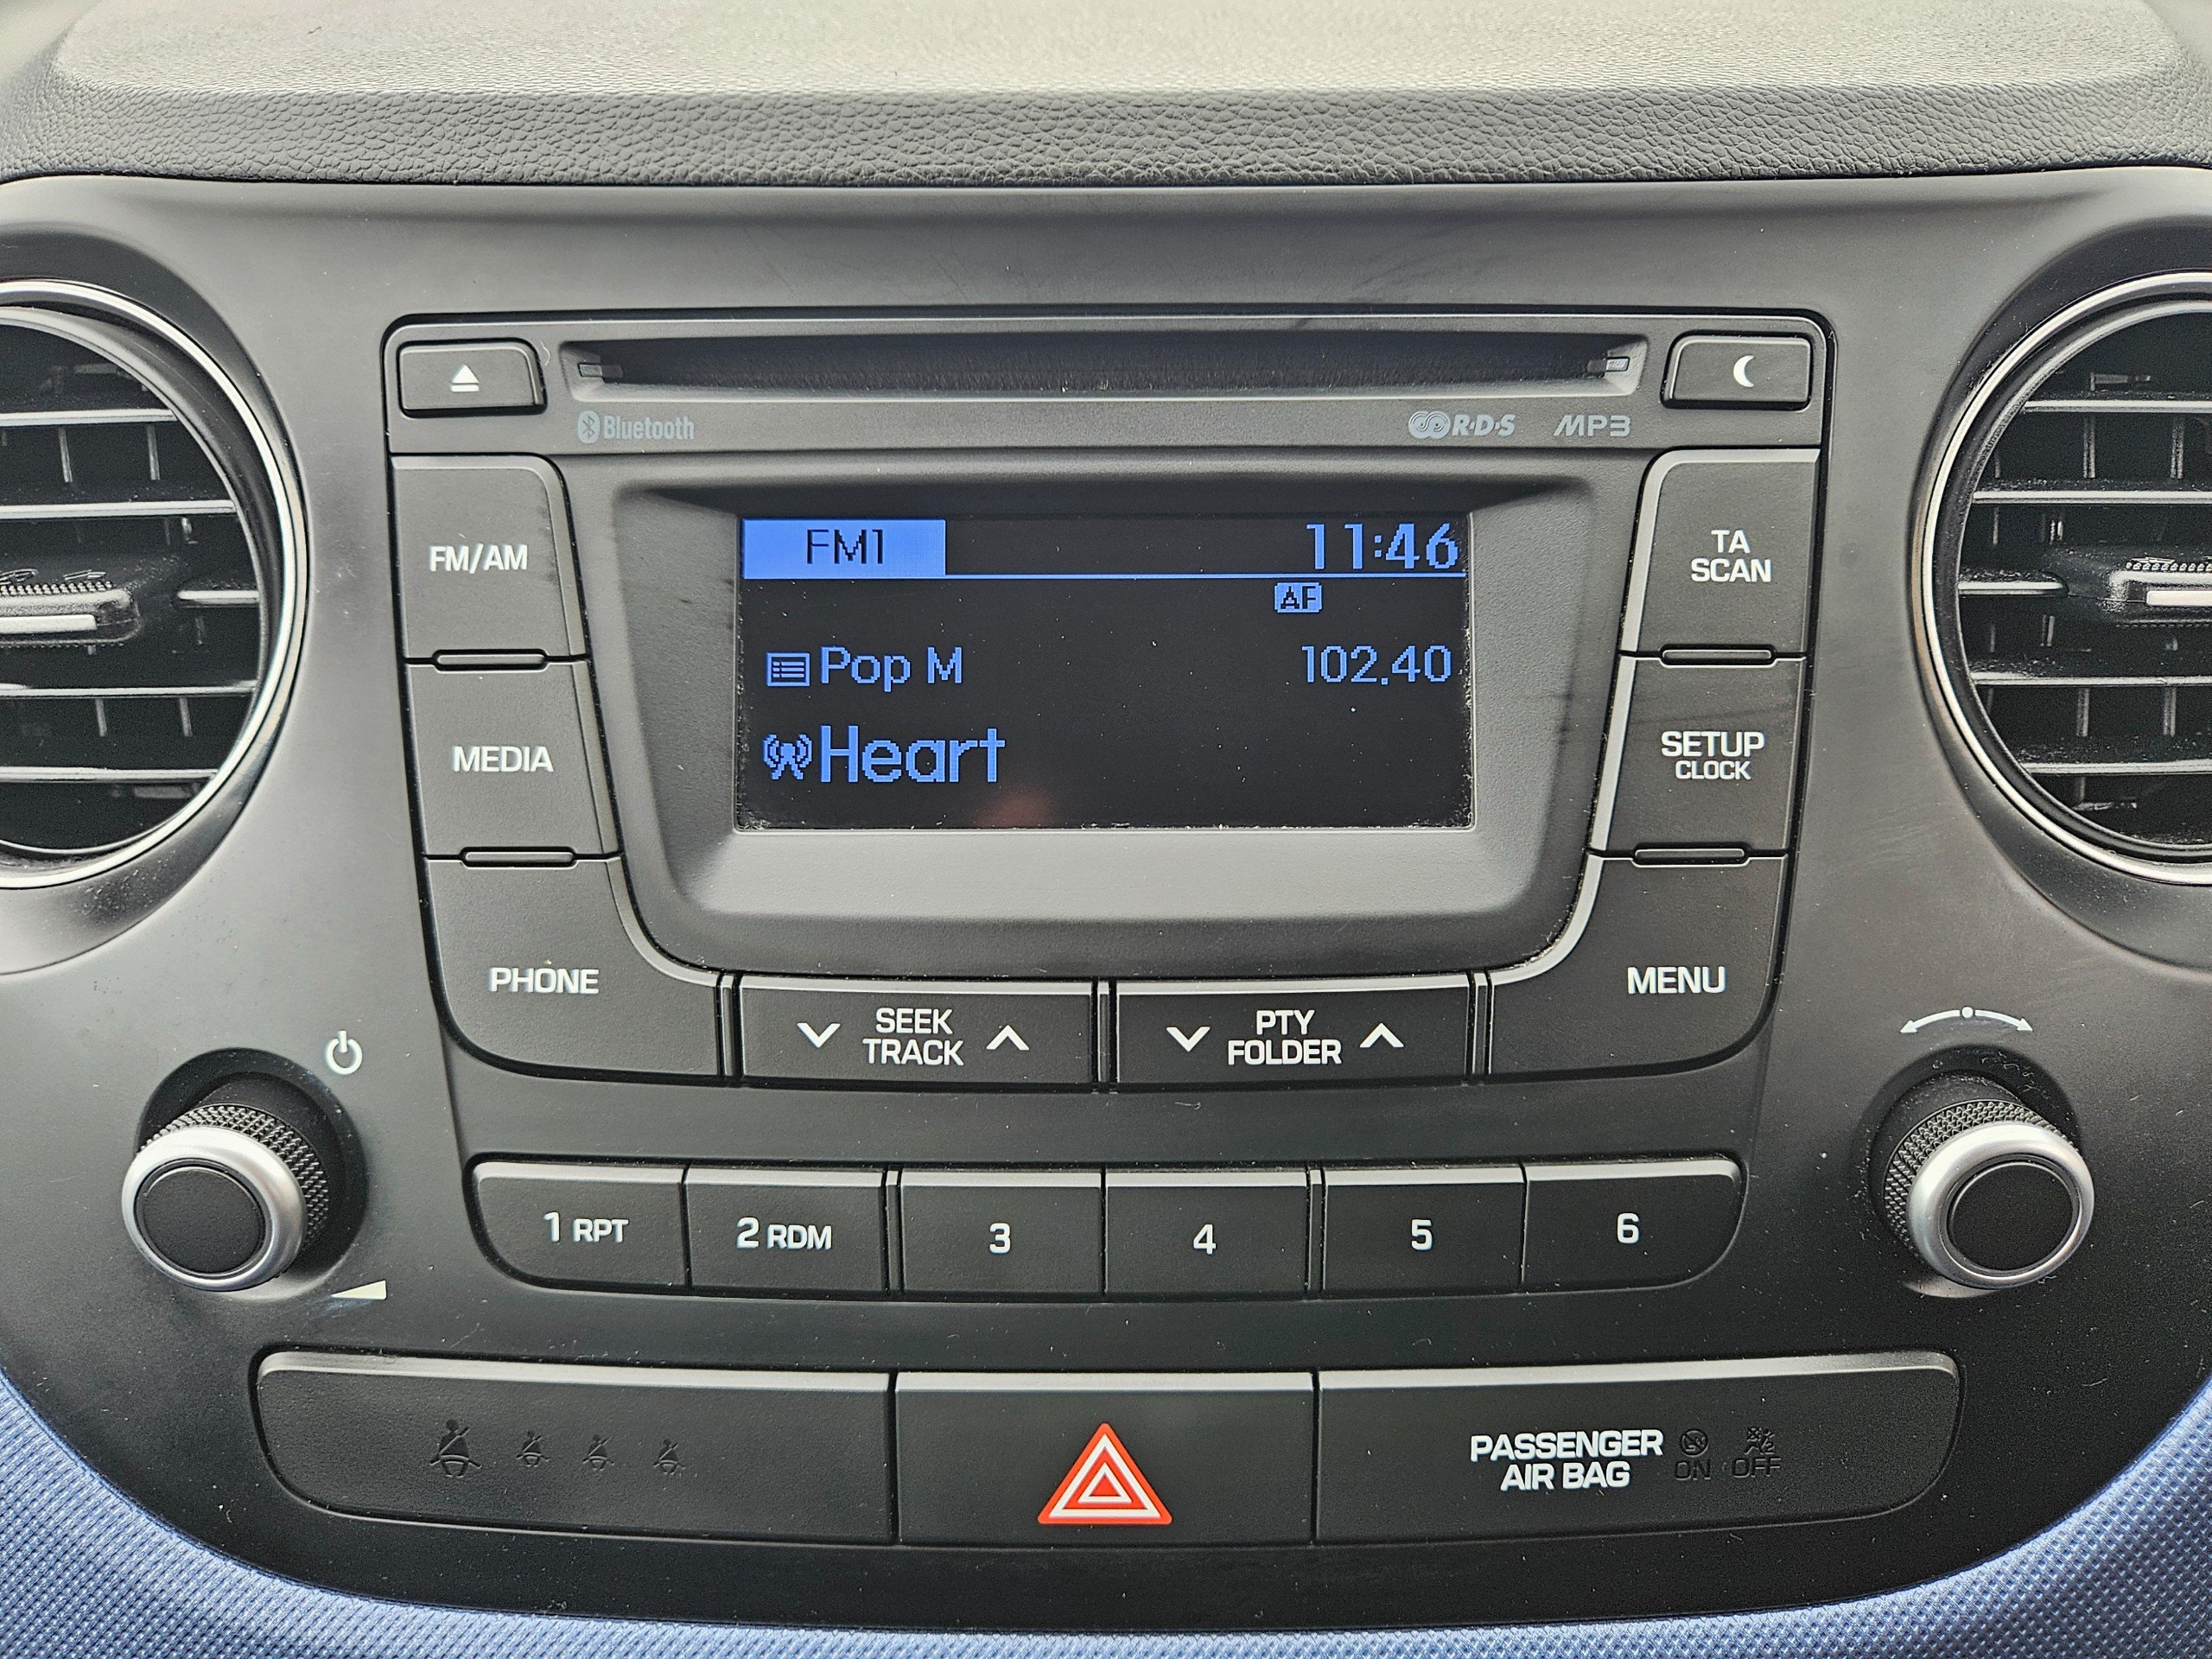 Bluetooth
R·D·S MP3
FM/AM
FM1 11:46
TA
SCAN
AF
Pop M 102.40
MEDIA
Heart
SETUP
CLOCK
PHONE
SEEK
TRACK
PTY
FOLDER
MENU
1 RPT
2 RDM
3
4
5
6
PASSENGER
AIR BAG
ON OFF